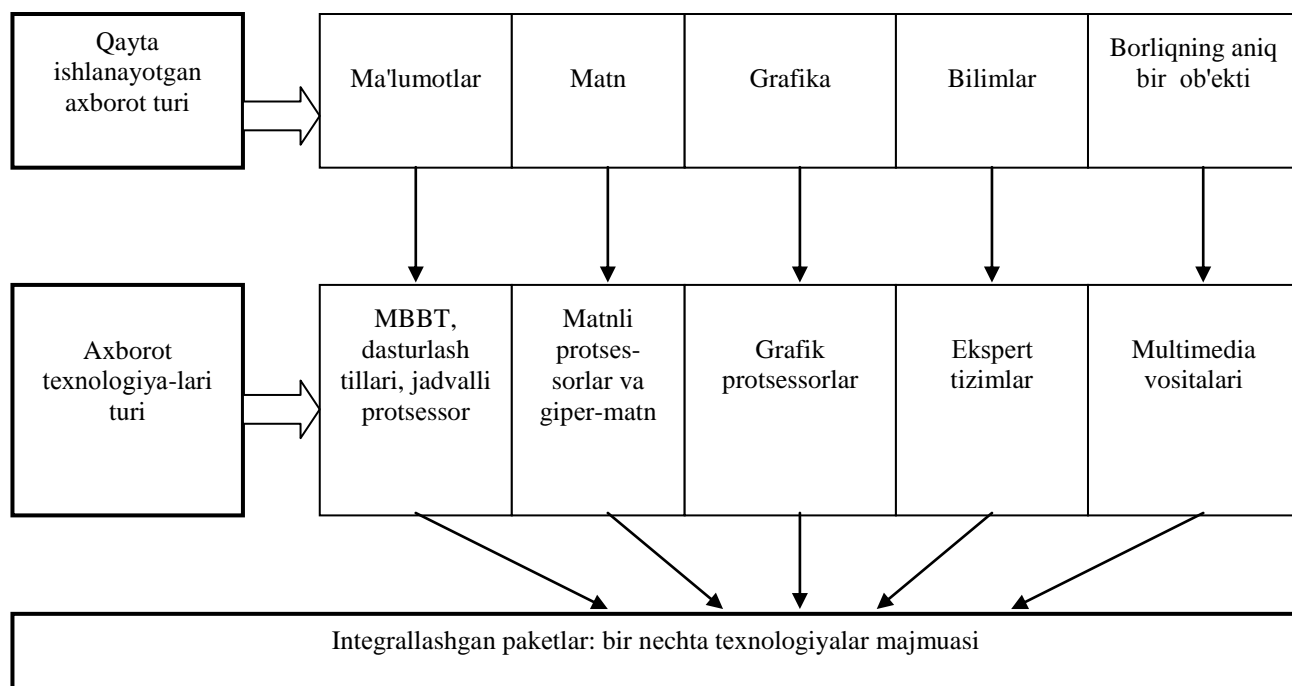 Qayta
ishlanayotgan
axborot turi
Ma'lumotlar
Matn
Grafika
Bilimlar
Borliqning aniq
bir ob'ekti
Axborot
texnologiya-lari
turi
MBBT,
dasturlash
tillari, jadvalli
protsessor
Matnli
protses-
sorlar va
giper-matn
Grafik
protsessorlar
Ekspert
tizimlar
Multimedia
vositalari
Integrallashgan paketlar: bir nechta texnologiyalar majmuasi